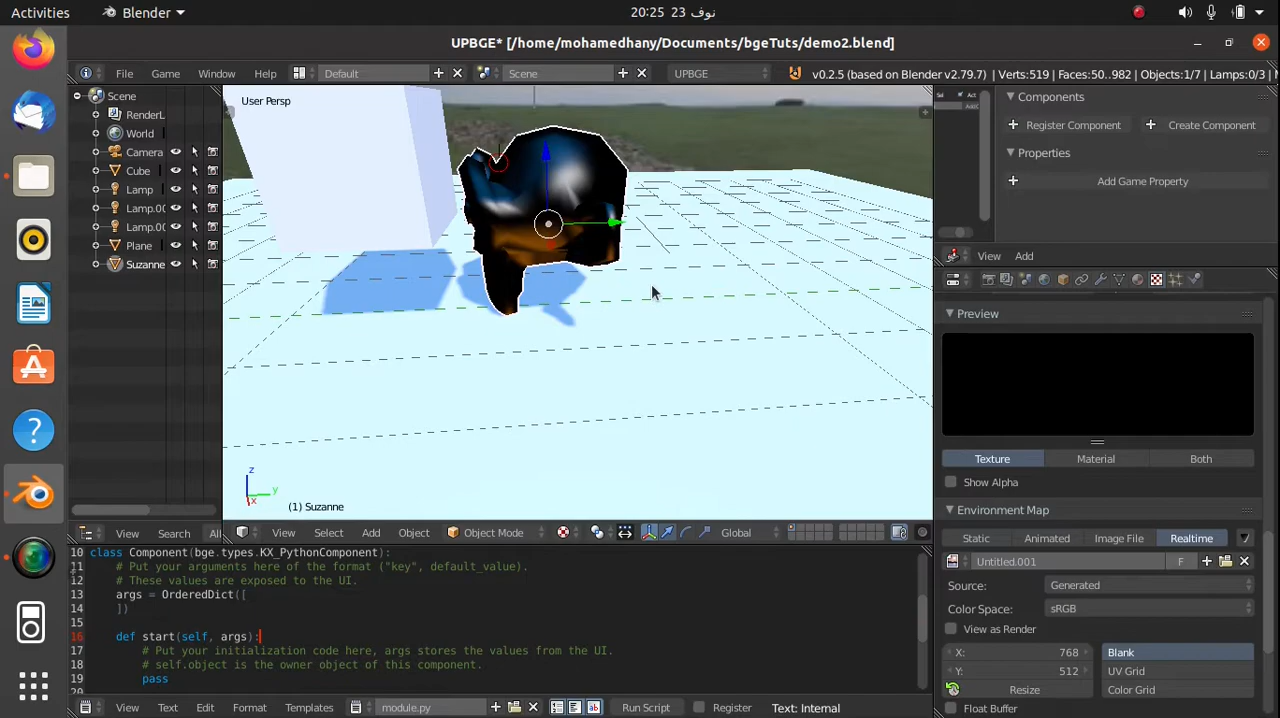 Activities
Blender
20:25 نوف 23
UPBGE* [/home/mohamedhany/Documents/bgeTuts/demo2.blend]
File
Game
Window
Help
Default
Scene
UPBGE
v0.2.5 (based on Blender v2.79.7)
Verts:519 | Faces:50..982 | Objects:1/7 | Lamps:0/3 |
Scene
RenderL
World
Camera
Cube
Lamp
Lamp.00
Lamp.00
Plane
Suzanne
View
Search
All
User Persp
z
y
x
(1) Suzanne
View
Select
Add
Object
Object Mode
Global
Components
Register Component
Create Component
Properties
Add Game Property
View
Add
Preview
Texture
Material
Both
Show Alpha
Environment Map
Static
Animated
Image File
Realtime
Untitled.001
F
Source:
Generated
Color Space:
sRGB
View as Render
X: 768
Y: 512
Resize
Blank
UV Grid
Color Grid
Float Buffer
10 class Component(bge.types.KX_PythonComponent):
11 # Put your arguments here of the format ("key", default_value).
12 # These values are exposed to the UI.
13 args = OrderedDict([
14 ])
15
16 def start(self, args):
17 # Put your initialization code here, args stores the values from the UI.
18 # self.object is the owner object of this component.
19 pass
20
View
Text
Edit
Format
Templates
module.py
Run Script
Register
Text: Internal